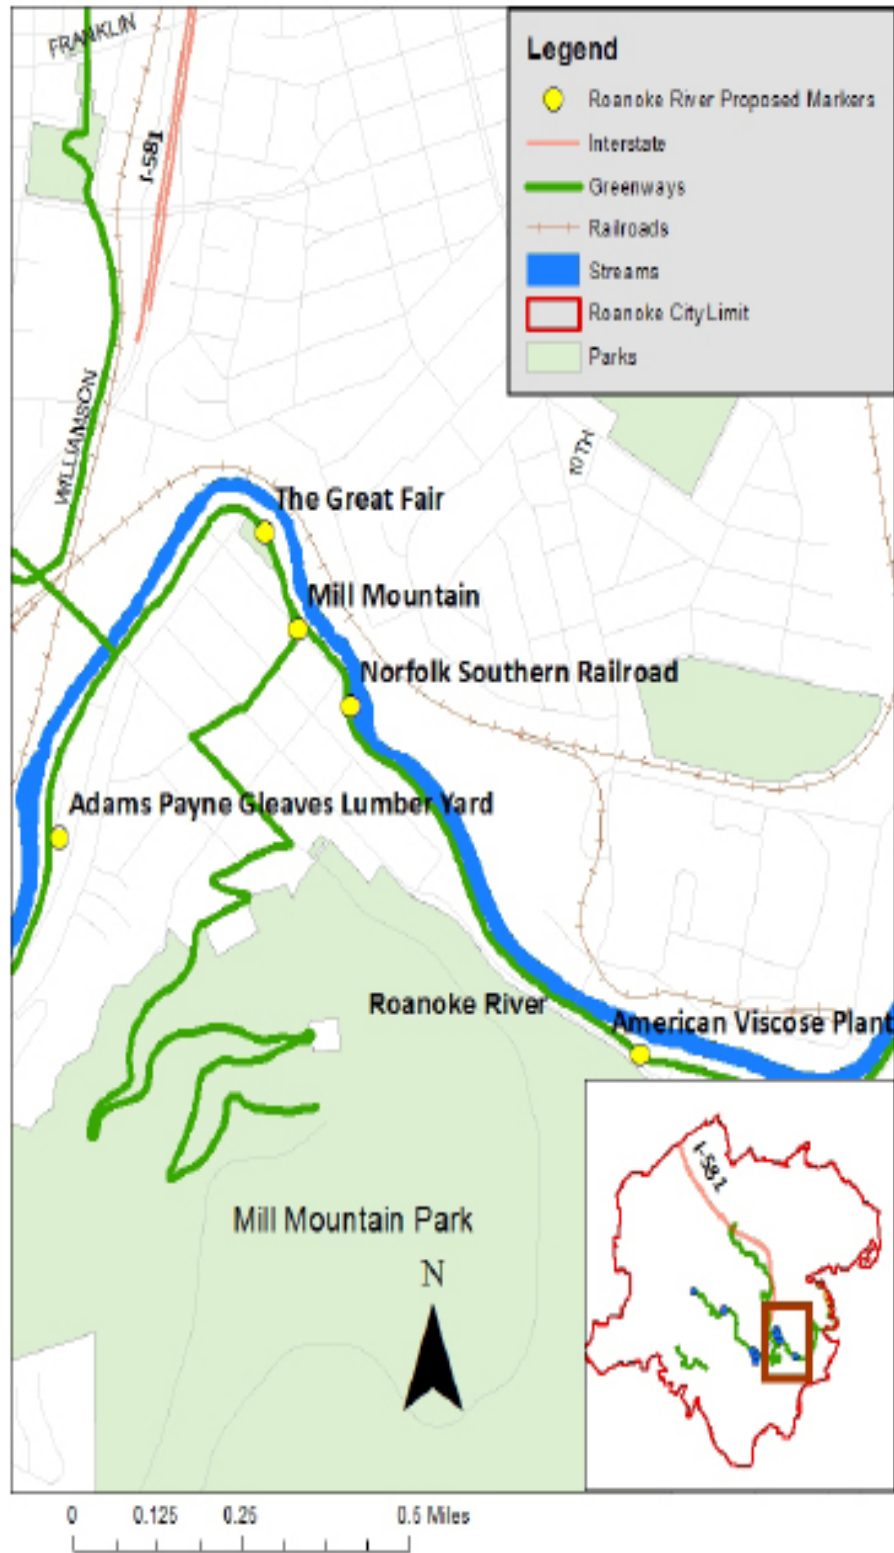 FRANKLIN
I-581
Legend
Roanoke River Proposed Markers
Interstate
Greenways
Railroads
Streams
Roanoke City Limit
Parks
WILLIAMSON
10TH
The Great Fair
Mill Mountain
Norfolk Southern Railroad
Adams Payne Gleaves Lumber Yard
Roanoke River
American Viscose Plant
Mill Mountain Park
N
I-581
0 0.125 0.25 0.5 Miles